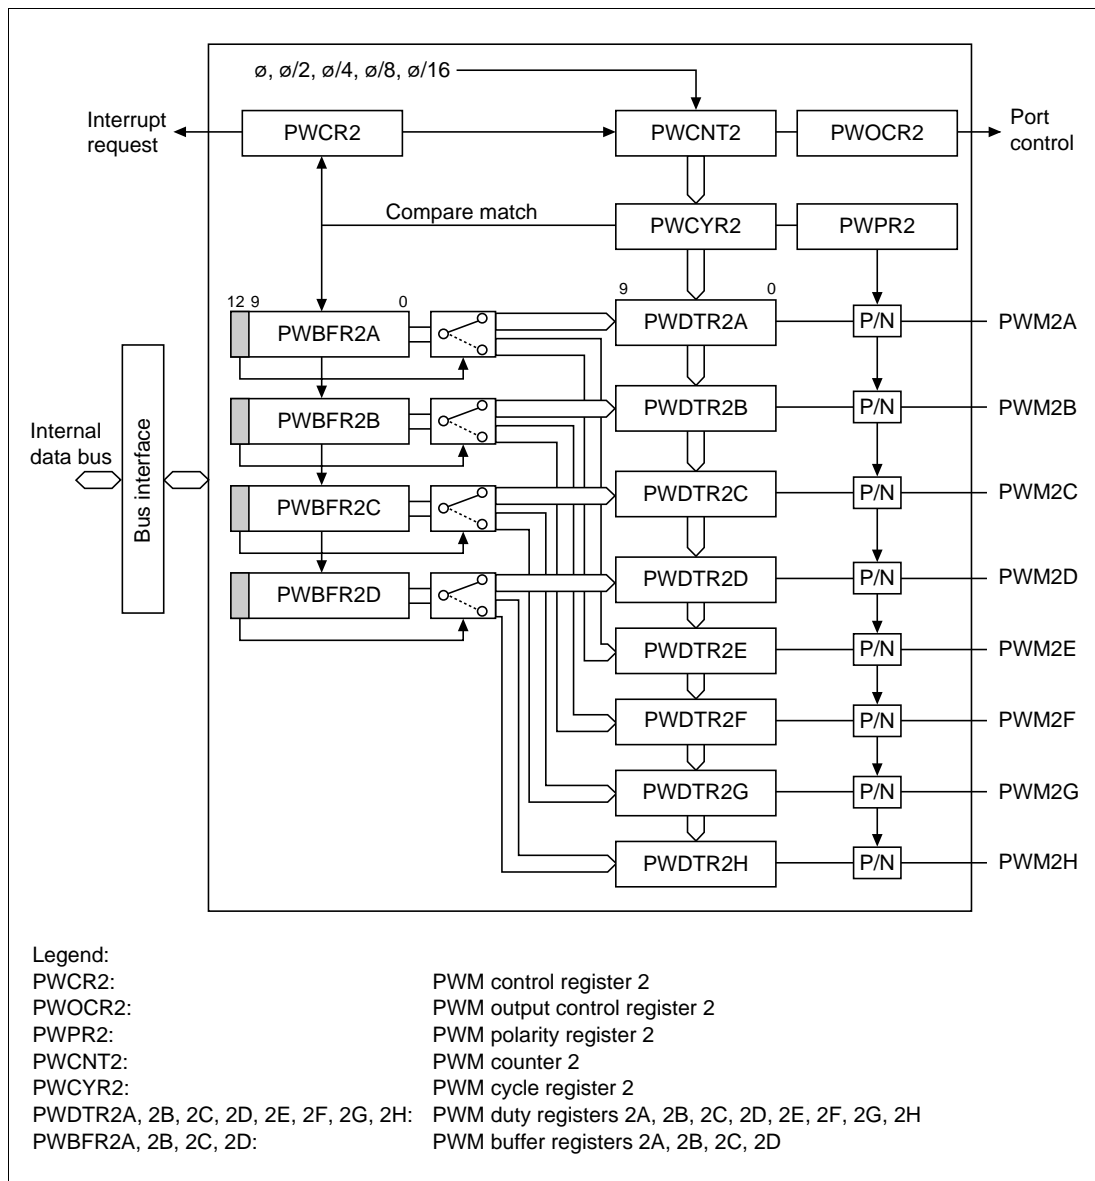 ø, ø/2, ø/4, ø/8, ø/16
Interrupt request
PWCR2
PWCNT2
PWOCR2
Port control
Compare match
PWCYR2
PWPR2
12 9 0
9 0
PWBFR2A
PWDTR2A
P/N
PWM2A
PWBFR2B
PWDTR2B
P/N
PWM2B
Internal data bus
Bus interface
PWBFR2C
PWDTR2C
P/N
PWM2C
PWBFR2D
PWDTR2D
P/N
PWM2D
PWDTR2E
P/N
PWM2E
PWDTR2F
P/N
PWM2F
PWDTR2G
P/N
PWM2G
PWDTR2H
P/N
PWM2H
Legend:
PWCR2: PWM control register 2
PWOCR2: PWM output control register 2
PWPR2: PWM polarity register 2
PWCNT2: PWM counter 2
PWCYR2: PWM cycle register 2
PWDTR2A, 2B, 2C, 2D, 2E, 2F, 2G, 2H: PWM duty registers 2A, 2B, 2C, 2D, 2E, 2F, 2G, 2H
PWBFR2A, 2B, 2C, 2D: PWM buffer registers 2A, 2B, 2C, 2D